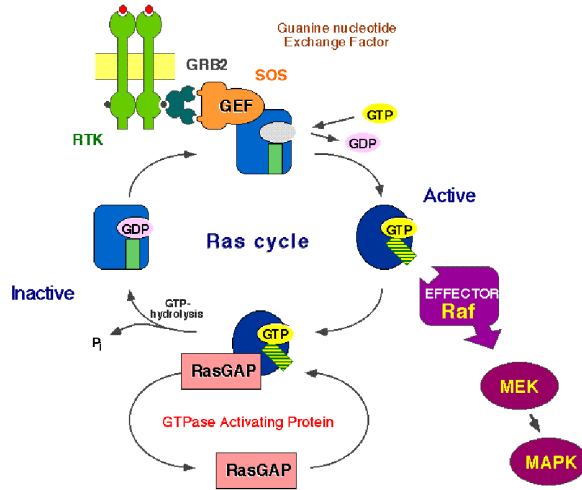 Guanine nucleotide
Exchange Factor
GRB2
SOS
GEF
RTK
GTP
GDP
Active
GDP
Ras cycle
GTP
Inactive
EFFECTOR
Raf
GTP-
hydrolysis
Pi
GTP
RasGAP
MEK
GTPase Activating Protein
MAPK
RasGAP